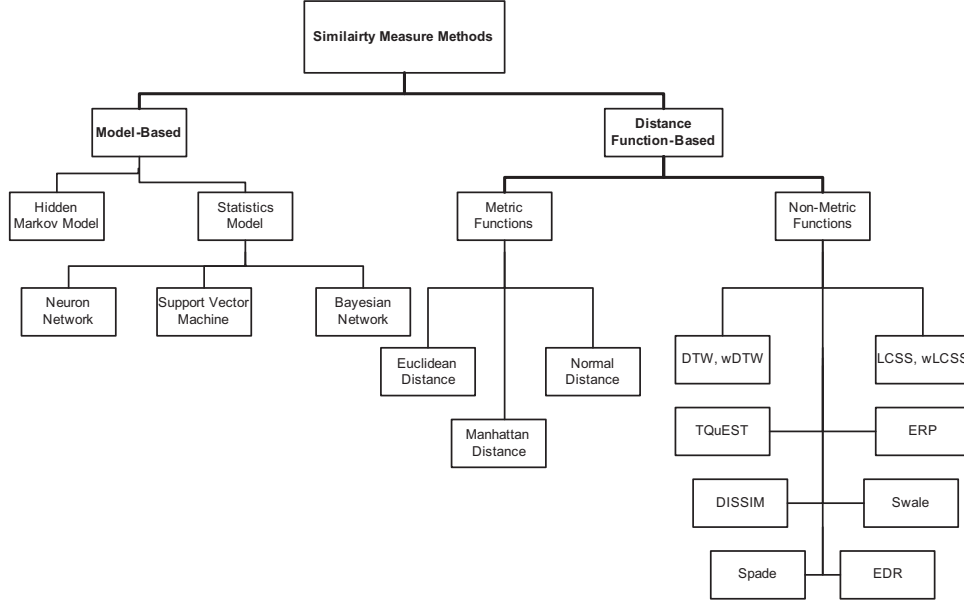 Similairty Measure Methods
Model-Based
Distance
Function-Based
Hidden
Markov Model
Statistics
Model
Metric
Functions
Non-Metric
Functions
Neuron
Network
Support Vector
Machine
Bayesian
Network
Euclidean
Distance
Normal
Distance
Manhattan
Distance
DTW, wDTW
LCSS, wLCSS
TQuEST
ERP
DISSIM
Swale
Spade
EDR